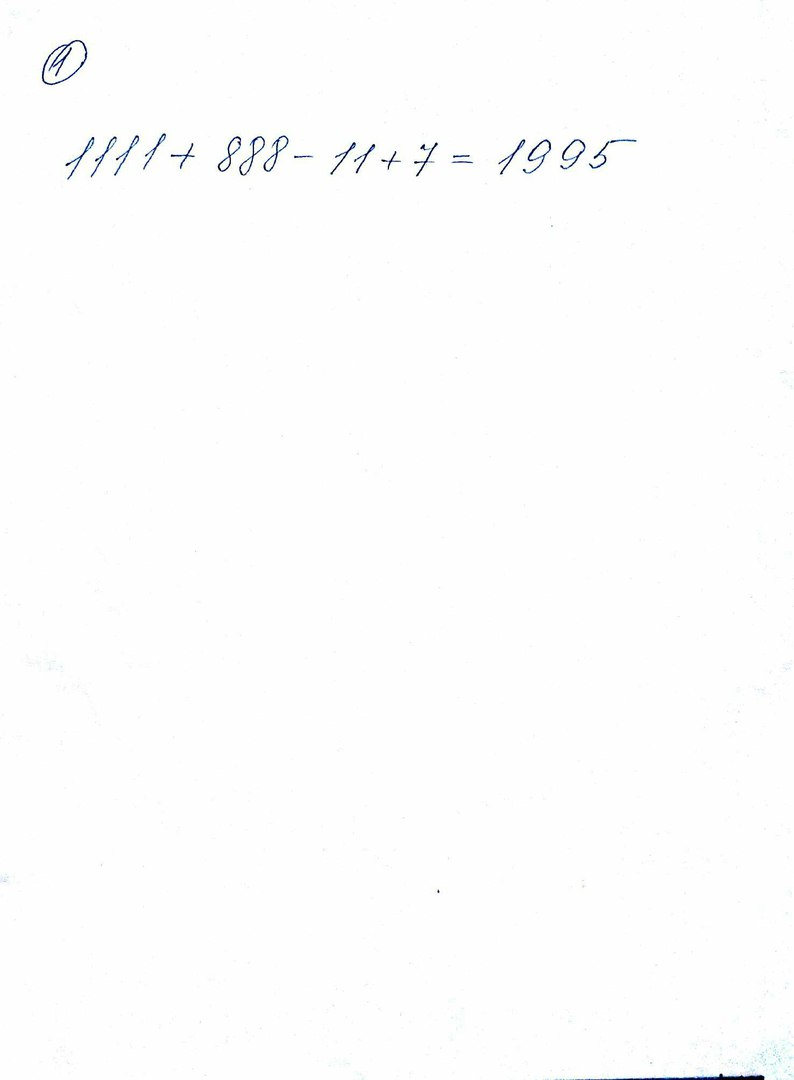 1
1111 + 888 - 11 + 7 = 1995